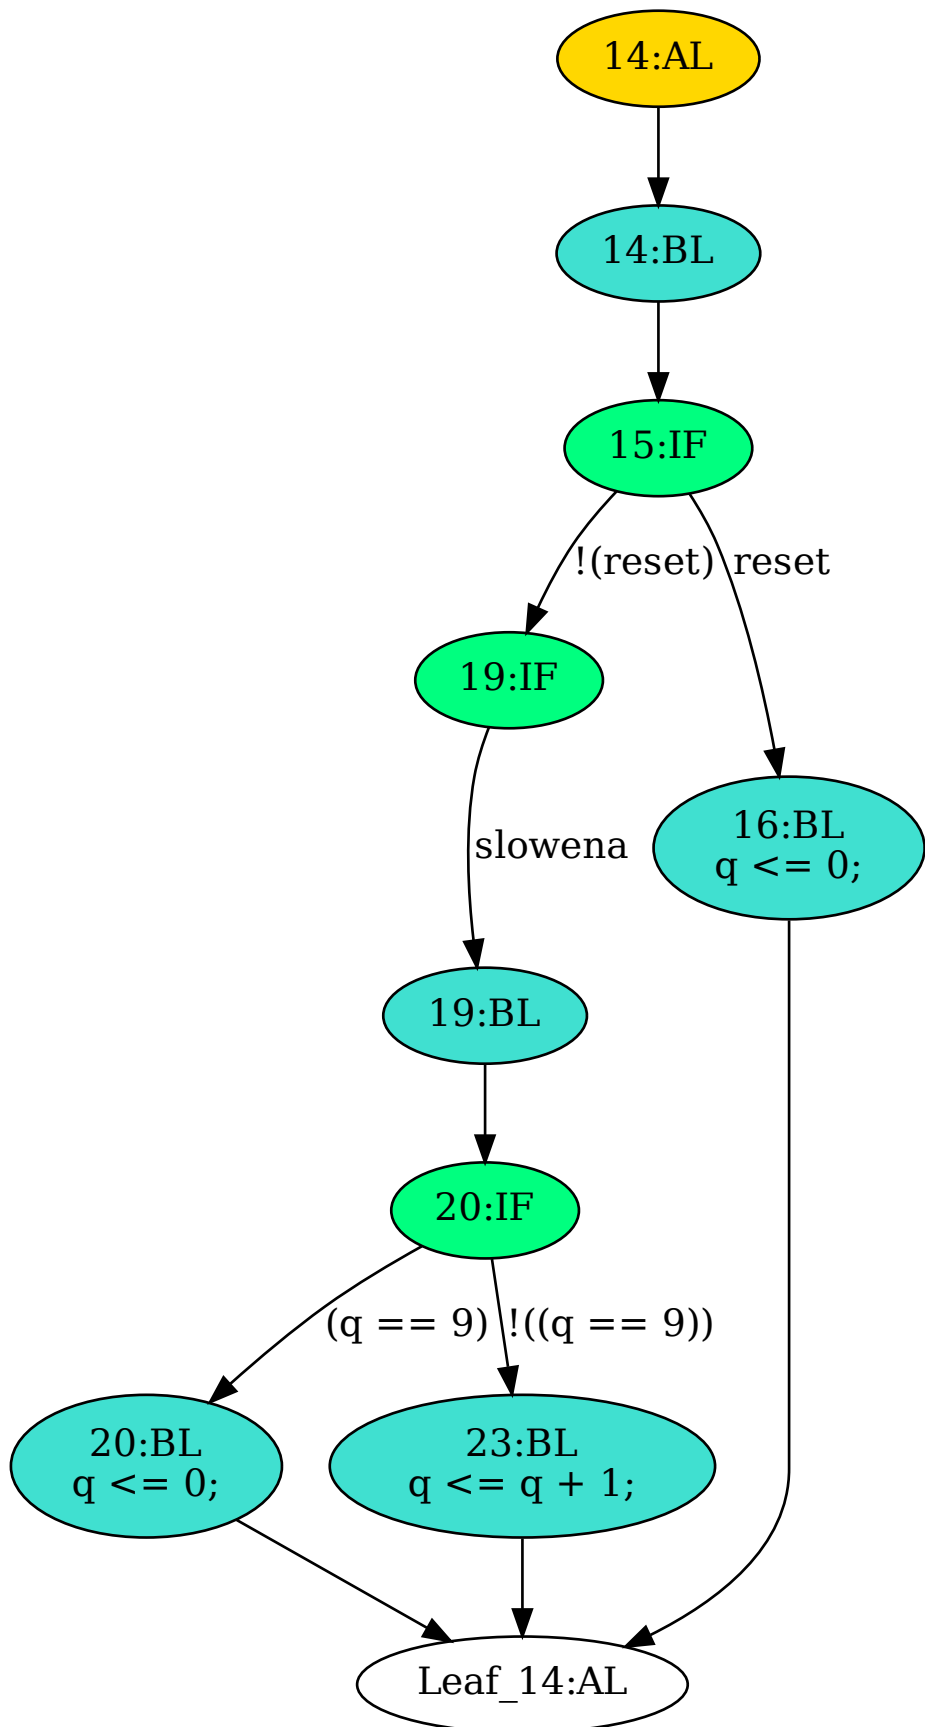 14:AL
14:BL
15:IF
!(reset)
reset
19:IF
16:BL
q <= 0;
slowena
19:BL
20:IF
(q == 9)
!((q == 9))
20:BL
q <= 0;
23:BL
q <= q + 1;
Leaf_14:AL